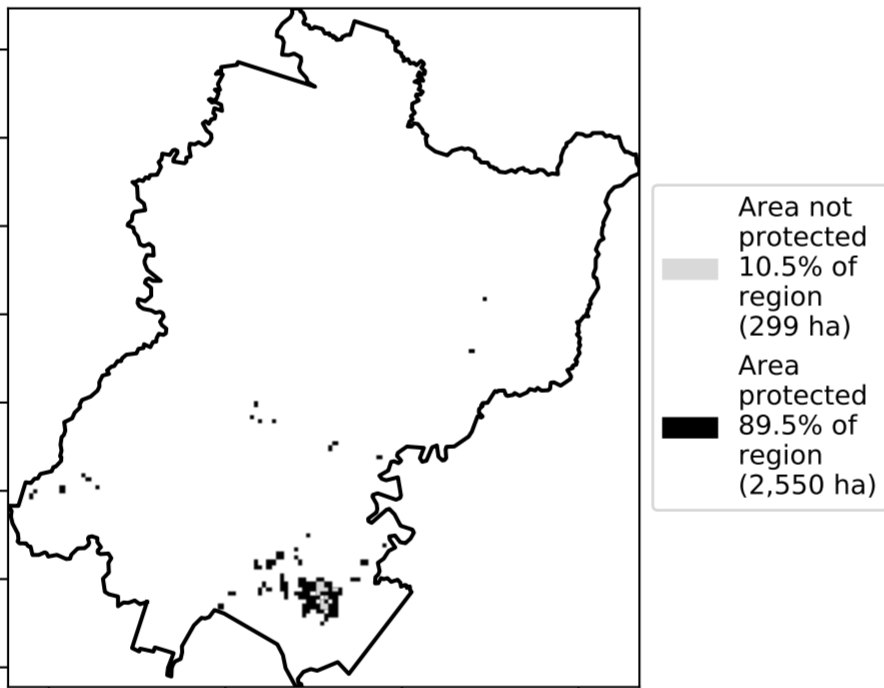 Area not
protected
10.5% of
region
(299 ha)
Area
protected
89.5% of
region
(2,550 ha)